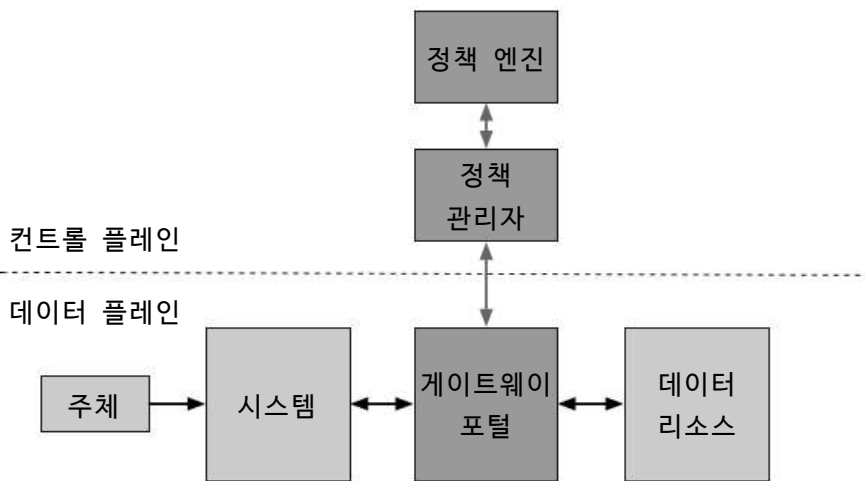 정책 엔진
정책
관리자
컨트롤 플레인
데이터 플레인
주체
시스템
게이트웨이
포털
데이터
리소스